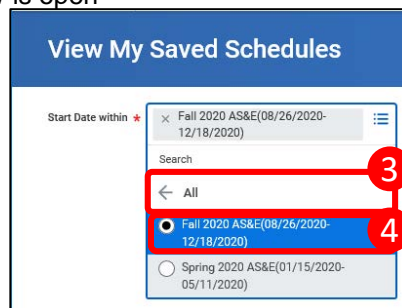 is open
View My Saved Schedules
Start Date within *
× Fall 2020 AS&E(08/26/2020-
12/18/2020)
Search
3
← All
Fall 2020 AS&E(08/26/2020-
12/18/2020)
4
Spring 2020 AS&E(01/15/2020-
05/11/2020)